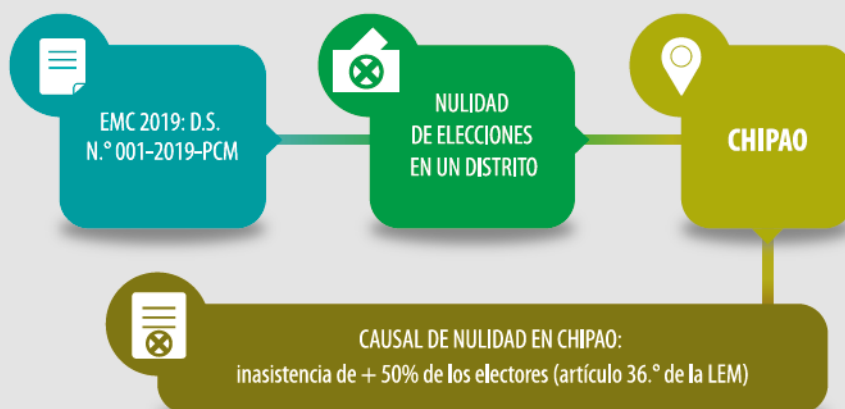 EMC 2019: D.S.
N.° 001-2019-PCM
NULIDAD
DE ELECCIONES
EN UN DISTRITO
CHIPAO
CAUSAL DE NULIDAD EN CHIPAO:
inasistencia de + 50% de los electores (artículo 36.° de la LEM)